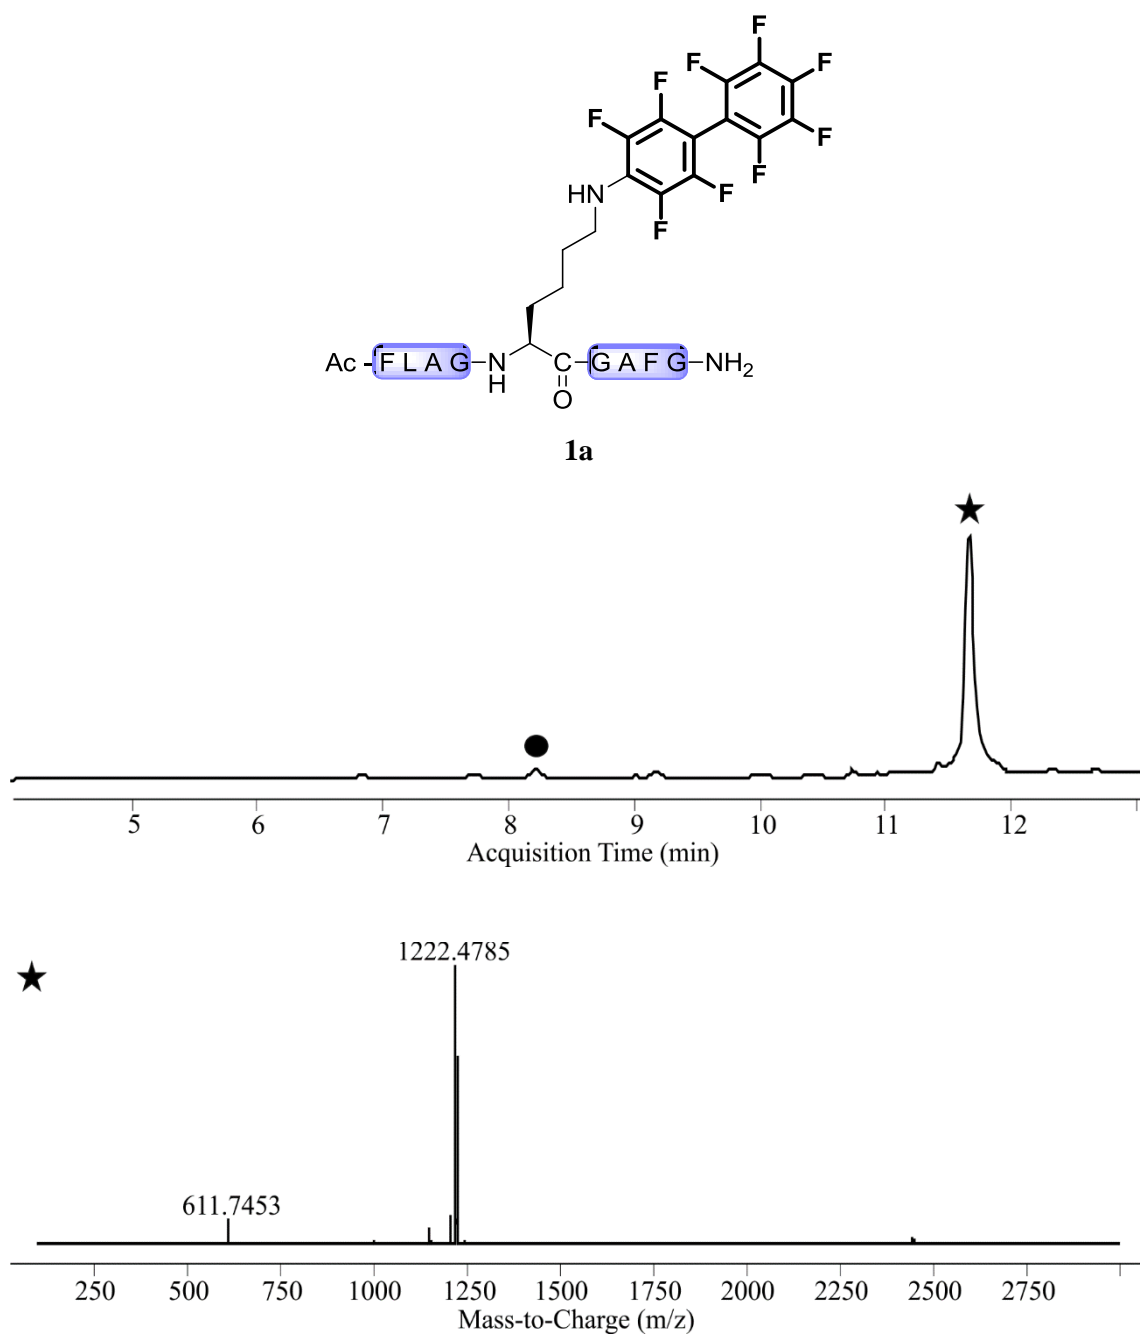 F
F F
F
F F
F
F
HN F
F
Ac - F L A G N H C O G A F G NH2
1a
5 6 7 8 9 10 11 12
Acquisition Time (min)
1222.4785
611.7453
250 500 750 1000 1250 1500 1750 2000 2250 2500 2750
Mass-to-Charge (m/z)